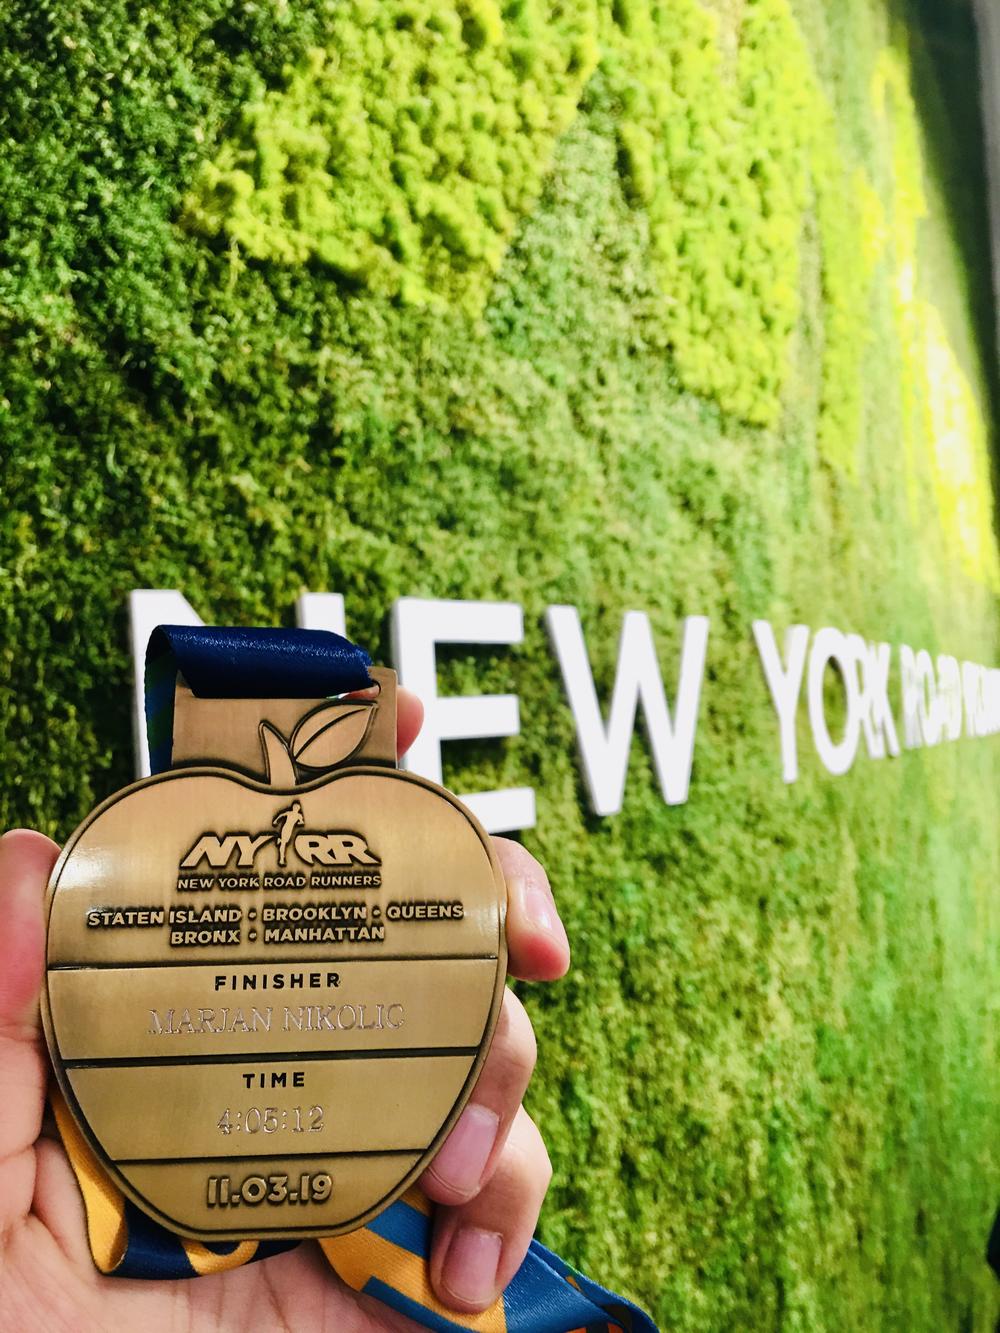 NEW YORK ROAD
NYRR
NEW YORK ROAD RUNNERS
STATEN ISLAND • BROOKLYN • QUEENS
BRONX • MANHATTAN
FINISHER
MARJAN NIKOLIC
TIME
4:05:12
11.03.19